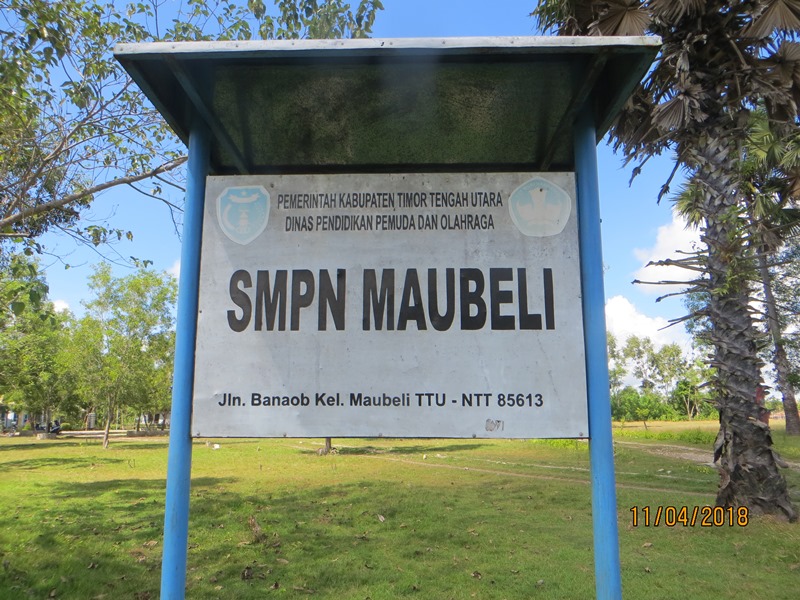 PEMERINTAH KABUPATEN TIMOR TENGAH UTARA
DINAS PENDIDIKAN PEMUDA DAN OLAHRAGA
SMPN MAUBELI
Jln. Banaob Kel. Maubeli TTU - NTT 85613
11/04/2018